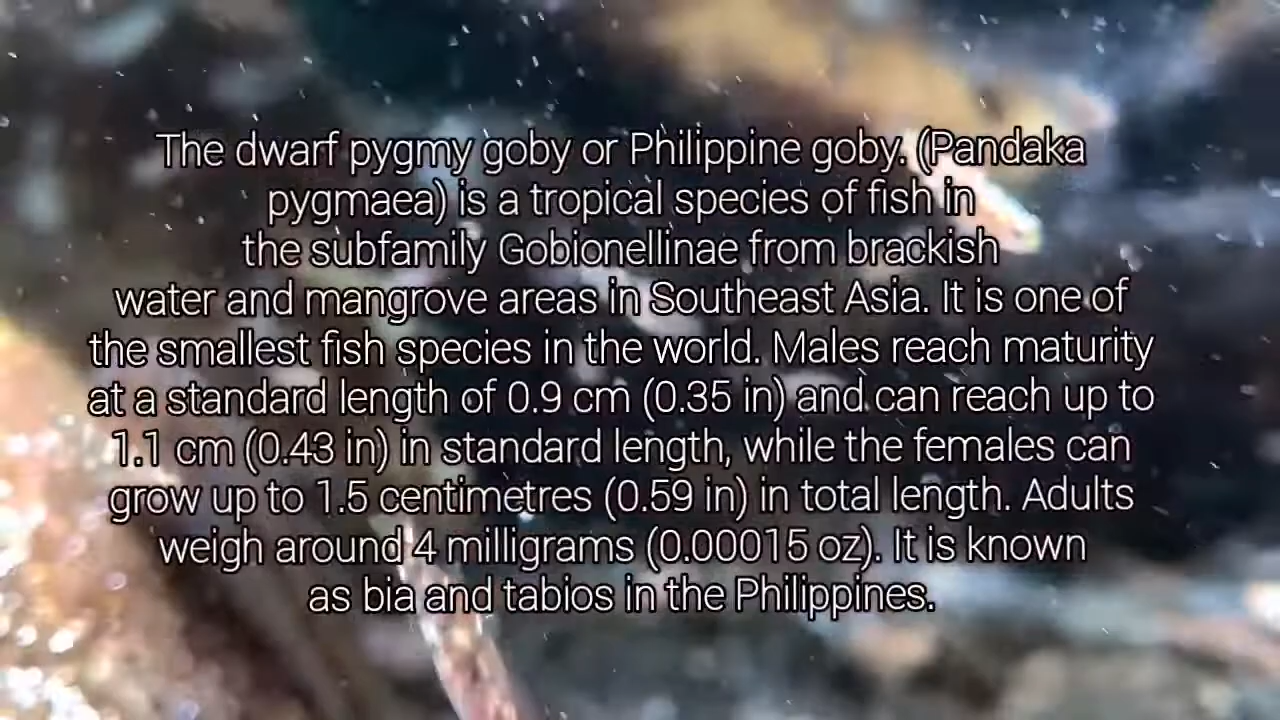 The dwarf pygmy goby or Philippine goby. (Pandaka
pygmaea) is a tropical species of fish in
the subfamily Gobionellinae from brackish
water and mangrove areas in Southeast Asia. It is one of
the smallest fish species in the world. Males reach maturity
at a standard length of 0.9 cm (0.35 in) and can reach up to
1.1 cm (0.43 in) in standard length, while the females can
grow up to 1.5 centimetres (0.59 in) in total length. Adults
weigh around 4 milligrams (0.00015 oz). It is known
as bia and tabios in the Philippines.